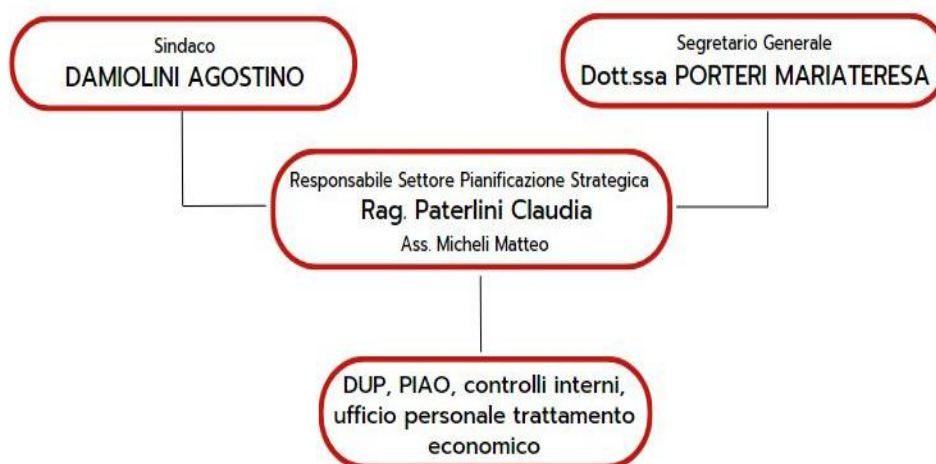 Sindaco
DAMIOLINI AGOSTINO
Segretario Generale
Dott.ssa PORTERI MARIATERESA
Responsabile Settore Pianificazione Strategica
Rag. Paterlini Claudia
Ass. Micheli Matteo
DUP, PIAO, controlli interni,
ufficio personale trattamento
economico